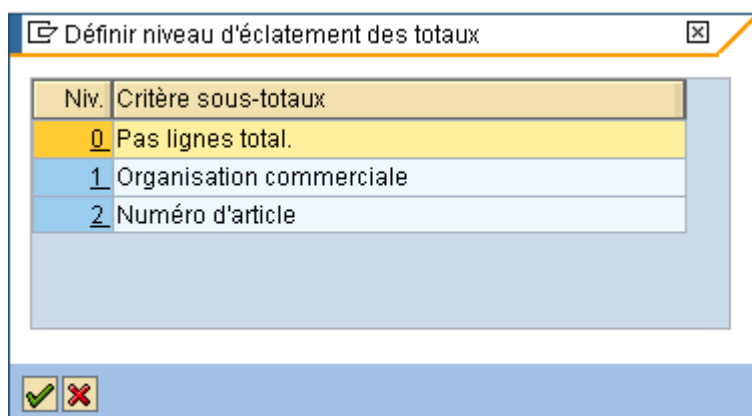 Définir niveau d'éclatement des totaux
Niv. Critère sous-totaux
0 Pas lignes total.
1 Organisation commerciale
2 Numéro d'article